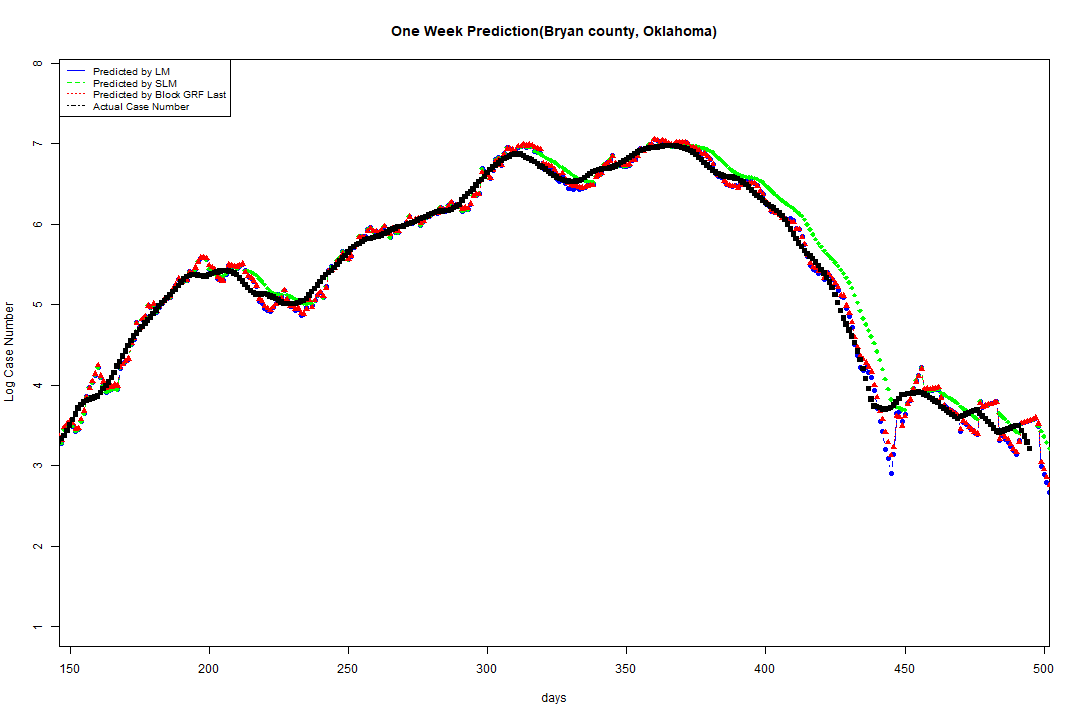 One Week Prediction(Bryan county, Oklahoma)
Predicted by LM
Predicted by SLM
Predicted by Block GRF Last
Actual Case Number
Log Case Number
8
7
6
5
4
3
2
1
150 200 250 300 350 400 450 500
days